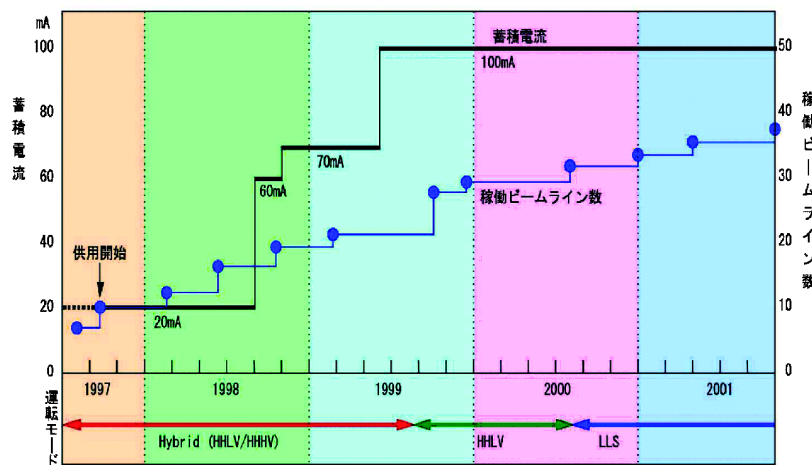 mA
100
80
60
40
20
0
蓄積電流
供用開始
20mA
60mA
70mA
蓄積電流
100mA
稼働ビームライン数
50
40
30
20
10
0
稼働ビームライン数
1997
1998
1999
2000
2001
運転モード
Hybrid (HHLV/HHHV)
HHLV
LLS